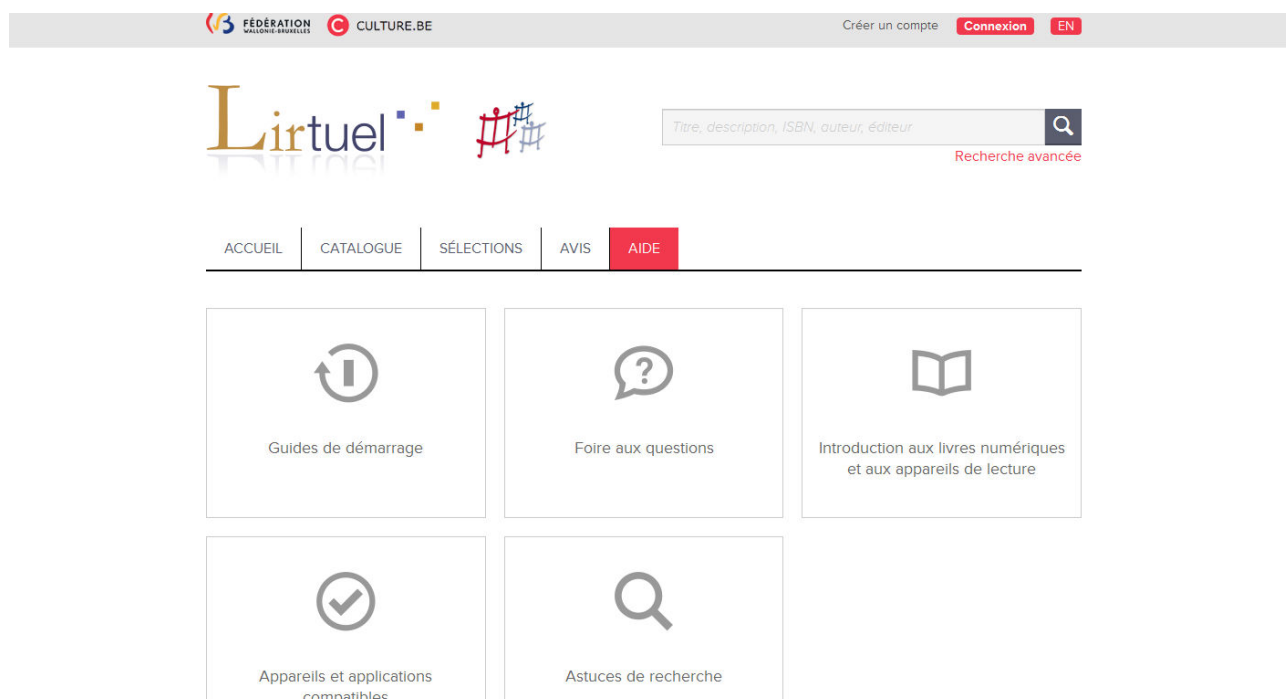 FÉDÉRATION
WALLONIE-BRUXELLES
C CULTURE.BE
Créer un compte
Connexion
EN
Lirtuel
Titre, description, ISBN, auteur, éditeur
Recherche avancée
ACCUEIL
CATALOGUE
SÉLECTIONS
AVIS
AIDE
Guides de démarrage
?
Foire aux questions
Introduction aux livres numériques
et aux appareils de lecture
Appareils et applications
compatibles
Astuces de recherche